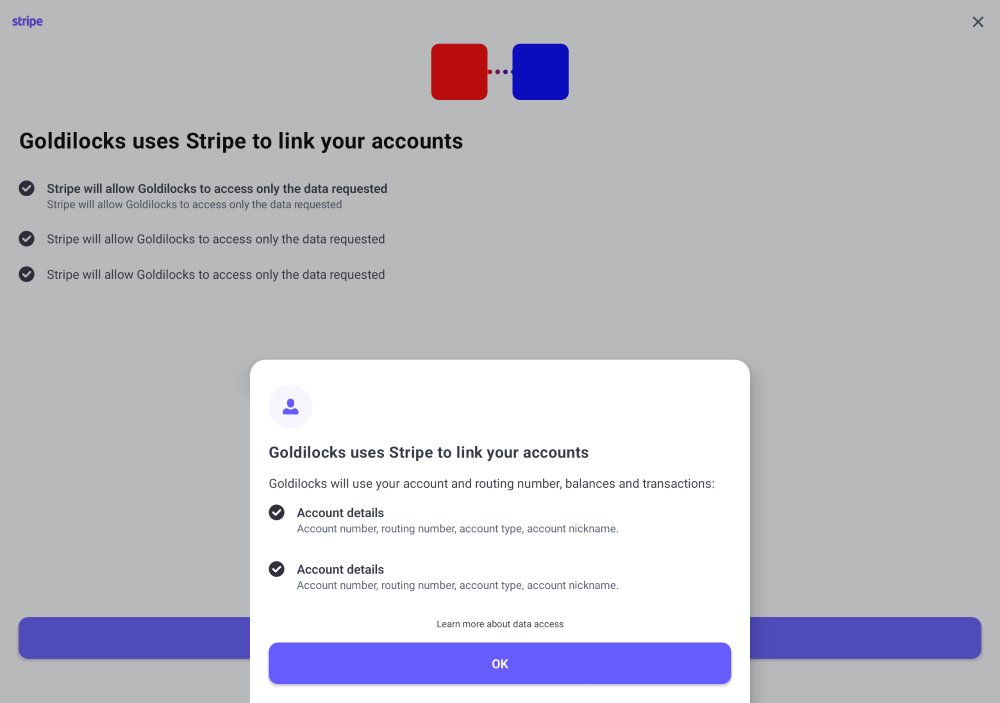 stripe
Goldilocks uses Stripe to link your accounts
Stripe will allow Goldilocks to access only the data requested
Stripe will allow Goldilocks to access only the data requested
Stripe will allow Goldilocks to access only the data requested
Stripe will allow Goldilocks to access only the data requested
Goldilocks uses Stripe to link your accounts
Goldilocks will use your account and routing number, balances and transactions:
Account details
Account number, routing number, account type, account nickname.
Account details
Account number, routing number, account type, account nickname.
Learn more about data access
OK